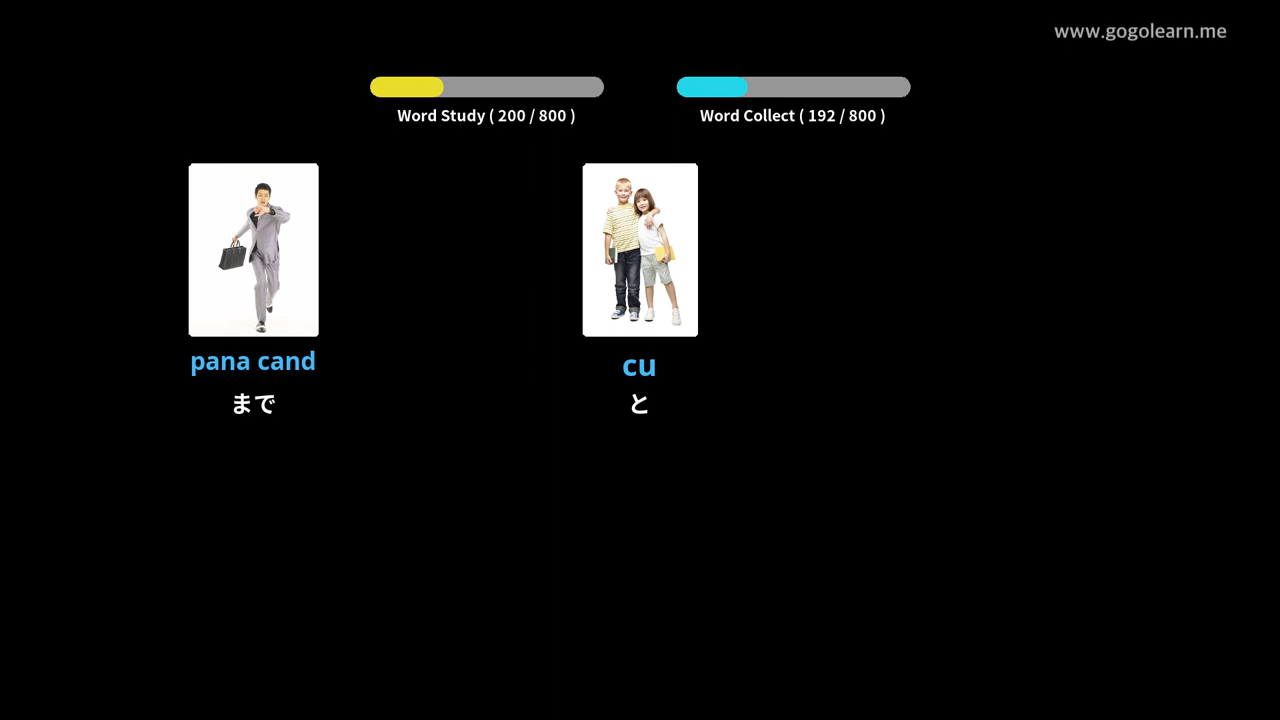 www.gogolearn.me
Word Study ( 200 / 800 )
Word Collect ( 192 / 800 )
pana cand
まで
cu
と